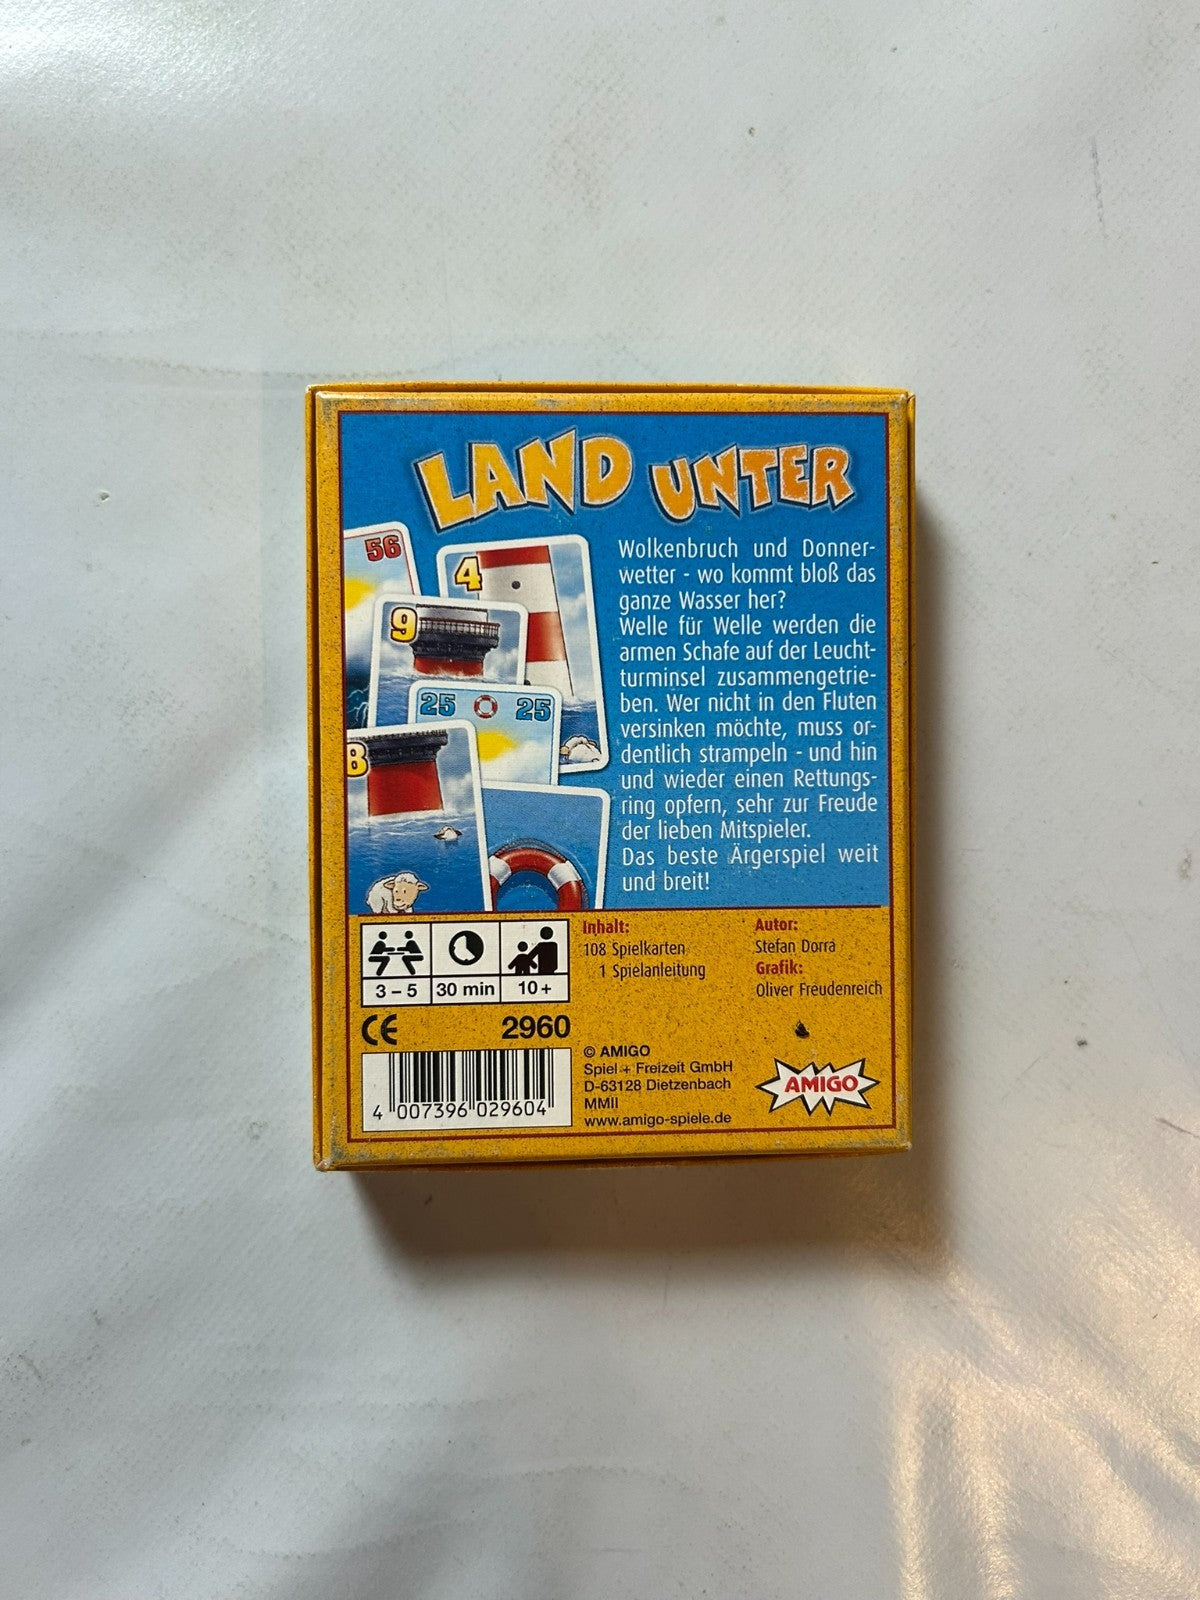 LAND UNTER
56
4
9
25 25
8
Wolkenbruch und Donner-
wetter - wo kommt bloß das
ganze Wasser her?
Welle für Welle werden die
armen Schafe auf der Leucht-
turminsel zusammengetrie-
ben. Wer nicht in den Fluten
versinken möchte, muss or-
dentlich strampeln - und hin
und wieder einen Rettungs-
ring opfern, sehr zur Freude
der lieben Mitspieler.
Das beste Ärgerspiel weit
und breit!
3 – 5
30 min
10+
Inhalt:
108 Spielkarten
1 Spielanleitung
Autor:
Stefan Dorra
Grafik:
Oliver Freudenreich
CE
2960
4 007396 029604
© AMIGO
Spiel + Freizeit GmbH
D-63128 Dietzenbach
MMII
www.amigo-spiele.de
AMIGO